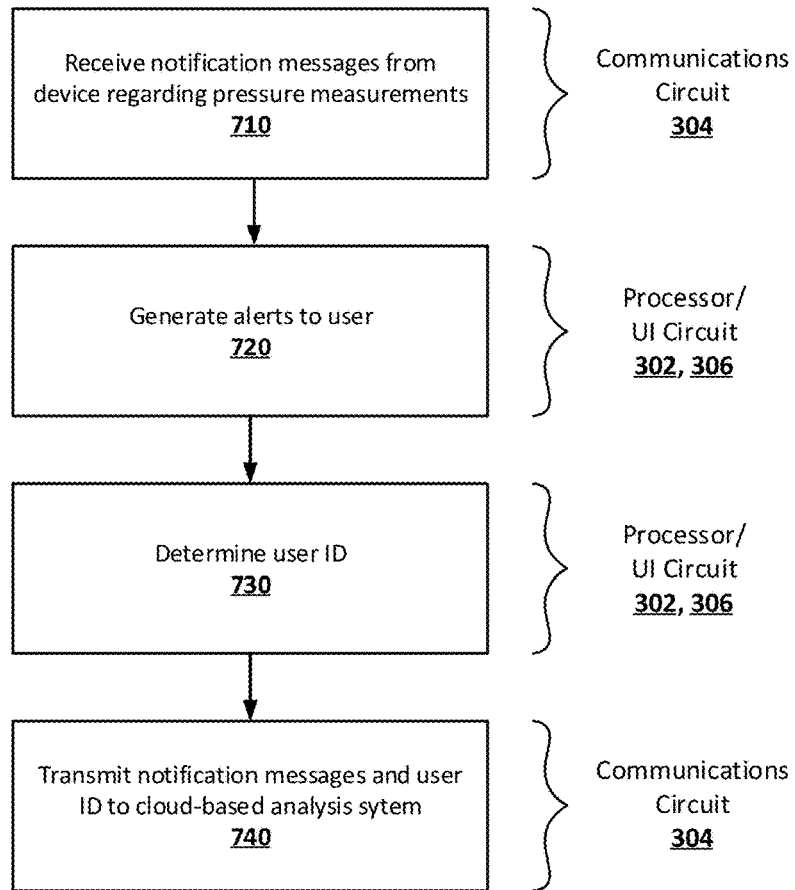 Receive notification messages from
device regarding pressure measurements
710
Communications
Circuit
304
Generate alerts to user
720
Processor/
UI Circuit
302, 306
Determine user ID
730
Processor/
UI Circuit
302, 306
Transmit notification messages and user
ID to cloud-based analysis sytem
740
Communications
Circuit
304